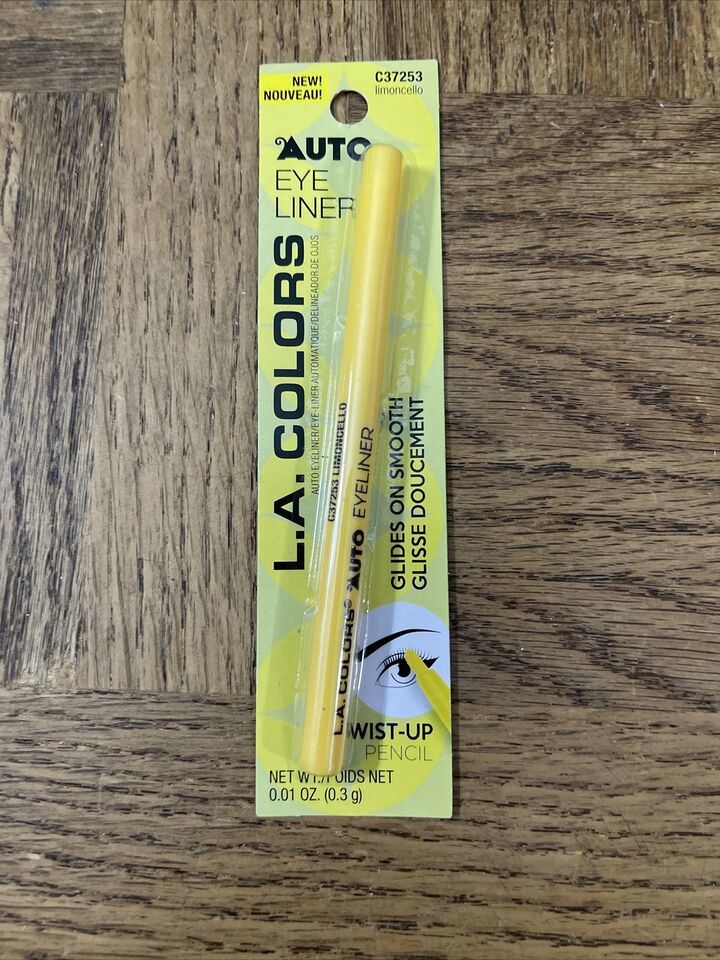 NEW!
NOUVEAU!
C37253
limoncello
AUTO
EYE
LINER
L.A. COLORS
AUTO EYELINER/EYE-LINER AUTOMATIQUE/DELINEADOR DE OJOS
C37253 LIMONCELLO
L.A. COLORS® AUTO EYELINER
GLIDES ON SMOOTH
GLISSE DOUCEMENT
WIST-UP
PENCIL
NET WT./POIDS NET
0.01 OZ. (0.3 g)